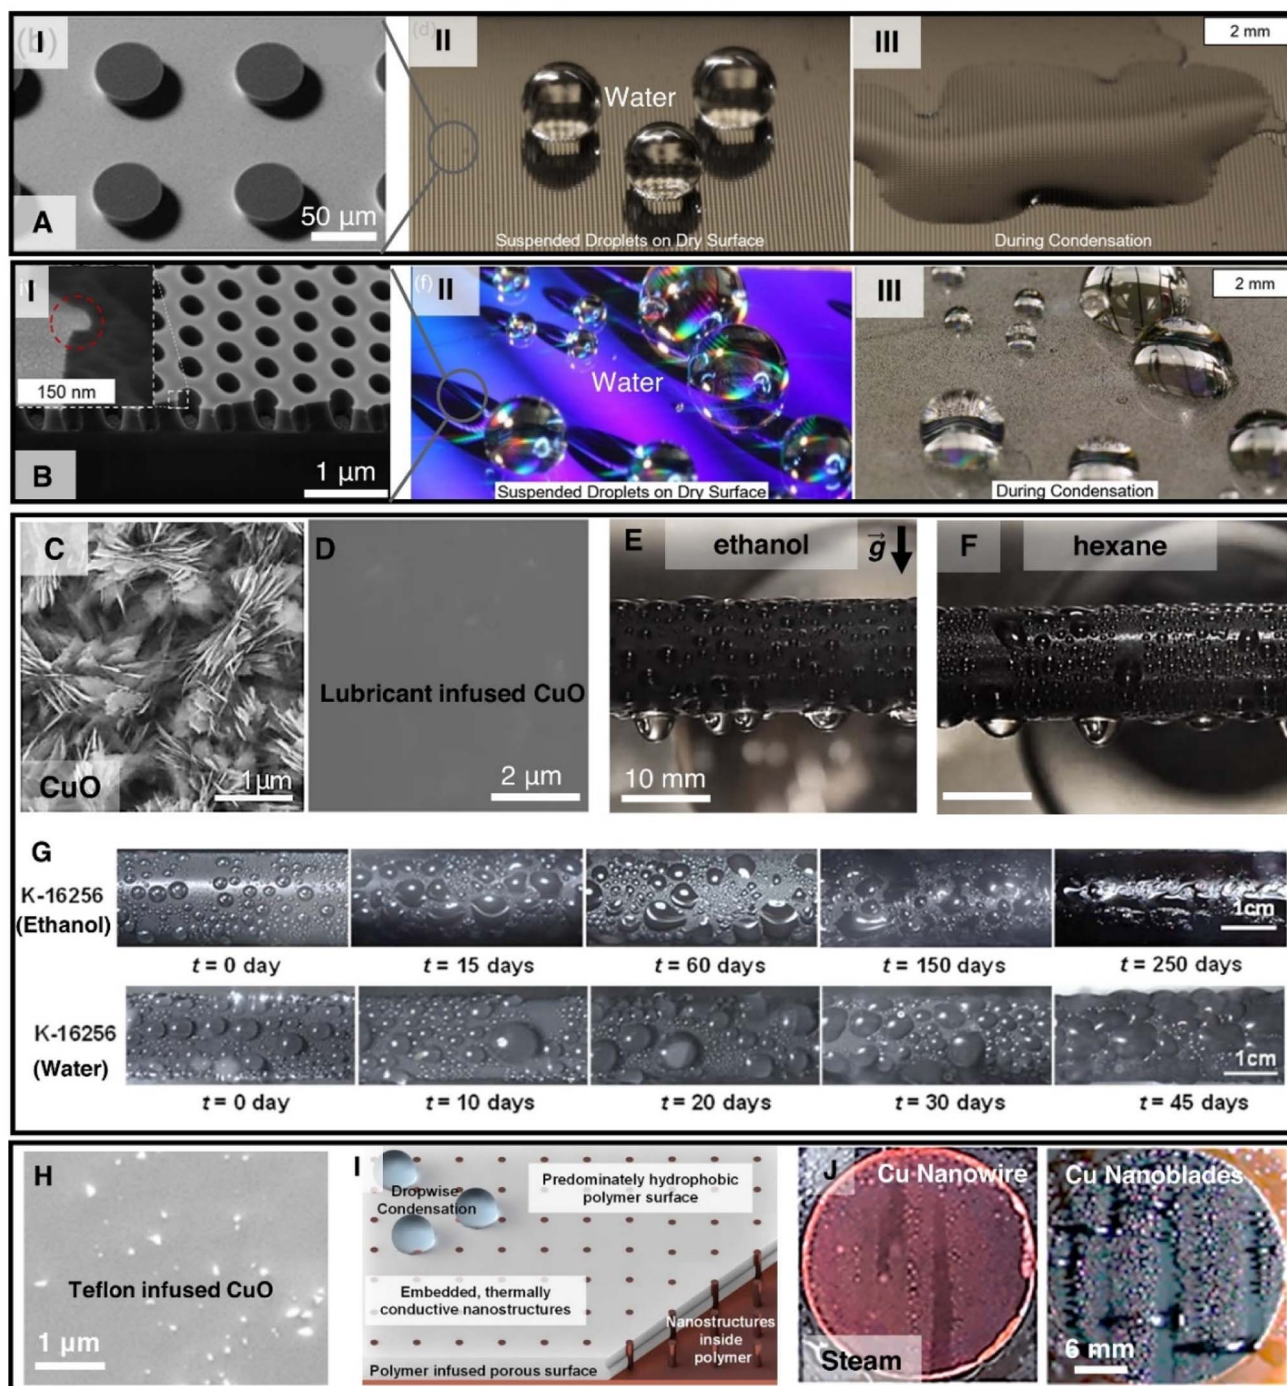 (b)
I
A
50 μm
(d)
II
Water
Suspended Droplets on Dry Surface
III
2 mm
During Condensation
I
150 nm
B
1 μm
(f)
II
Water
Suspended Droplets on Dry Surface
III
2 mm
During Condensation
C
CuO
1μm
D
Lubricant infused CuO
2 μm
E
ethanol
g
10 mm
F
hexane
G
K-16256
(Ethanol)
1cm
t = 0 day
t = 15 days
t = 60 days
t = 150 days
t = 250 days
K-16256
(Water)
1cm
t = 0 day
t = 10 days
t = 20 days
t = 30 days
t = 45 days
H
Teflon infused CuO
1 μm
I
Dropwise
Condensation
Predominately hydrophobic
polymer surface
Embedded, thermally
conductive nanostructures
Nanostructures
inside
polymer
Polymer infused porous surface
J
Cu Nanowire
Steam
Cu Nanoblades
6 mm